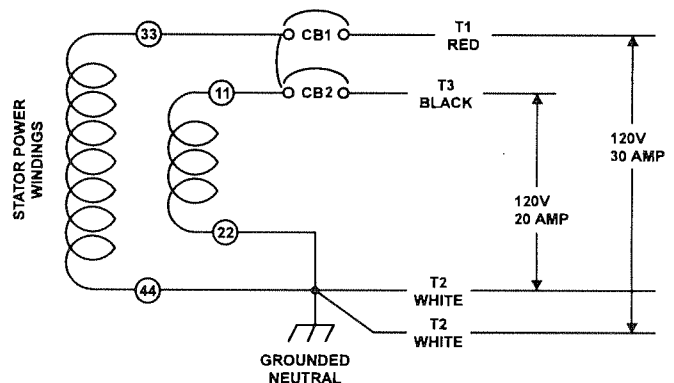 33
CB1
T1
RED
11
CB2
T3
BLACK
STATOR POWER
WINDINGS
120V
30 AMP
120V
20 AMP
22
44
T2
WHITE
T2
WHITE
GROUNDED
NEUTRAL